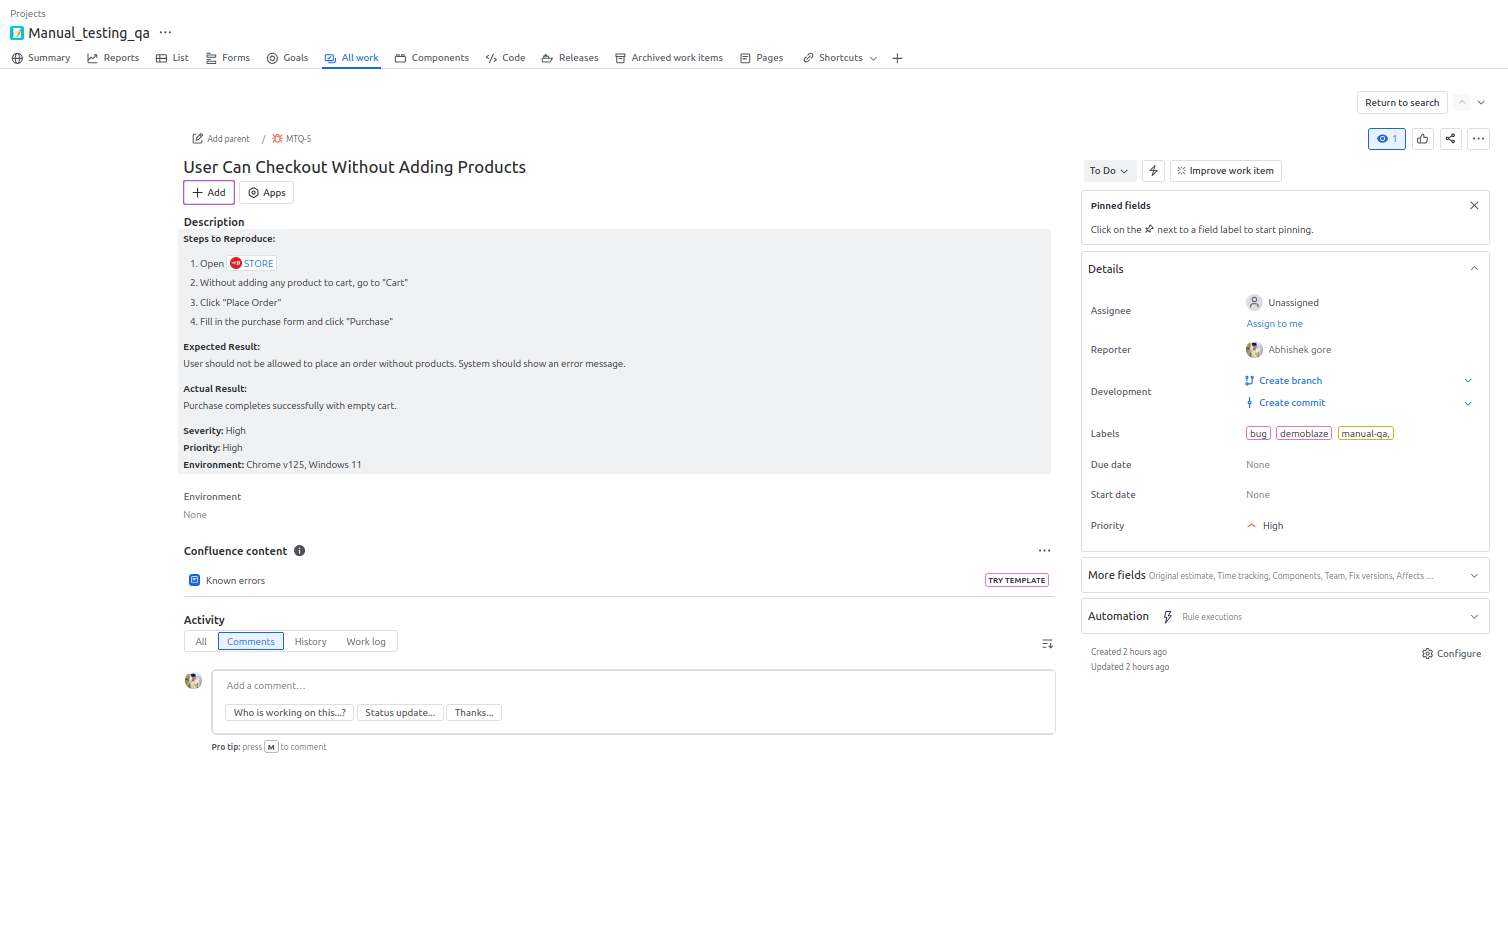 Projects
Manual_testing_qa ···
Summary Reports List Forms Goals All work Components Code Releases Archived work items Pages Shortcuts
Return to search
Add parent / MTQ-5
1
User Can Checkout Without Adding Products
To Do Improve work item
Add Apps
Pinned fields
Click on the next to a field label to start pinning.
Description
Steps to Reproduce:
1. Open STORE
2. Without adding any product to cart, go to "Cart"
3. Click "Place Order"
4. Fill in the purchase form and click "Purchase"
Expected Result:
User should not be allowed to place an order without products. System should show an error message.
Actual Result:
Purchase completes successfully with empty cart.
Severity: High
Priority: High
Environment: Chrome v125, Windows 11
Environment
None
Confluence content
Known errors TRY TEMPLATE
Activity
All Comments History Work log
Add a comment...
Who is working on this...? Status update... Thanks...
Pro tip: press M to comment
Details
Assignee Unassigned
Assign to me
Reporter Abhishek gore
Development Create branch
Create commit
Labels bug demoblaze manual-qa,
Due date None
Start date None
Priority High
More fields Original estimate, Time tracking, Components, Team, Fix versions, Affects ...
Automation Rule executions
Created 2 hours ago
Updated 2 hours ago
Configure